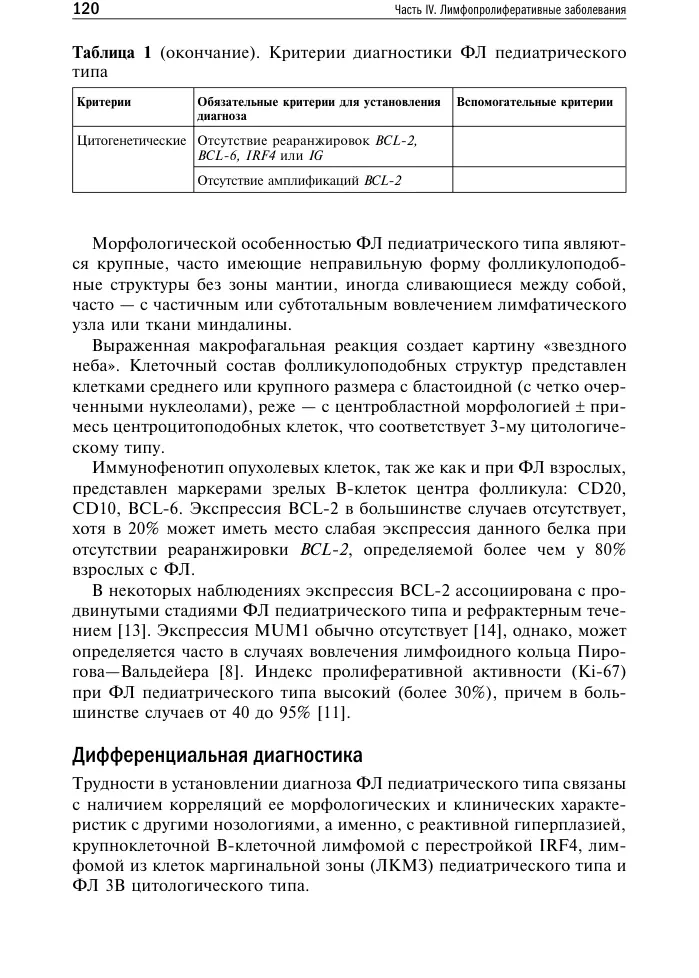 120
Часть IV. Лимфопролиферативные заболевания
Таблица 1 (окончание). Критерии диагностики ФЛ педиатрического
типа
Критерии
Обязательные критерии для установления
диагноза
Вспомогательные критерии
Цитогенетические
Отсутствие реаранжировок BCL-2,
BCL-6, IRF4 или IG
Отсутствие амплификаций BCL-2
Морфологической особенностью ФЛ педиатрического типа являют-
ся крупные, часто имеющие неправильную форму фолликулоподоб-
ные структуры без зоны мантии, иногда сливающиеся между собой,
часто — с частичным или субтотальным вовлечением лимфатического
узла или ткани миндалины.
Выраженная макрофагальная реакция создает картину «звездного
неба». Клеточный состав фолликулоподобных структур представлен
клетками среднего или крупного размера с бластоидной (с четко очер-
ченными нуклеолами), реже — с центробластной морфологией ± при-
месь центроцитоподобных клеток, что соответствует 3-му цитологиче-
скому типу.
Иммунофенотип опухолевых клеток, так же как и при ФЛ взрослых,
представлен маркерами зрелых В-клеток центра фолликула: CD20,
CD10, BCL-6. Экспрессия BCL-2 в большинстве случаев отсутствует,
хотя в 20% может иметь место слабая экспрессия данного белка при
отсутствии реаранжировки BCL-2, определяемой более чем у 80%
взрослых с ФЛ.
В некоторых наблюдениях экспрессия BCL-2 ассоциирована с про-
двинутыми стадиями ФЛ педиатрического типа и рефрактерным тече-
нием [13]. Экспрессия MUM1 обычно отсутствует [14], однако, может
определяется часто в случаях вовлечения лимфоидного кольца Пиро-
гова—Вальдейера [8]. Индекс пролиферативной активности (Ki-67)
при ФЛ педиатрического типа высокий (более 30%), причем в боль-
шинстве случаев от 40 до 95% [11].
Дифференциальная диагностика
Трудности в установлении диагноза ФЛ педиатрического типа связаны
с наличием корреляций ее морфологических и клинических характе-
ристик с другими нозологиями, а именно, с реактивной гиперплазией,
крупноклеточной В-клеточной лимфомой с перестройкой IRF4, лим-
фомой из клеток маргинальной зоны (ЛКМЗ) педиатрического типа и
ФЛ 3В цитологического типа.